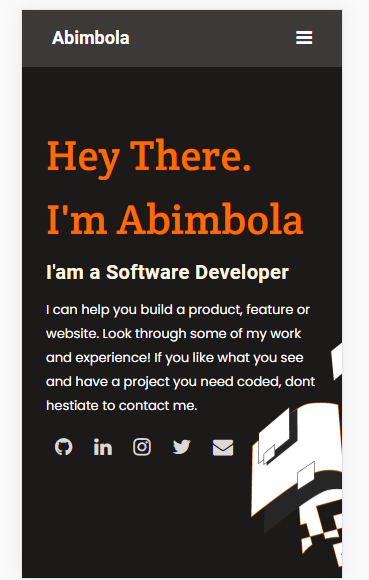 Abimbola
Hey There.
I'm Abimbola
I'am a Software Developer
I can help you build a product, feature or
website. Look through some of my work
and experience! If you like what you see
and have a project you need coded, dont
hestiate to contact me.